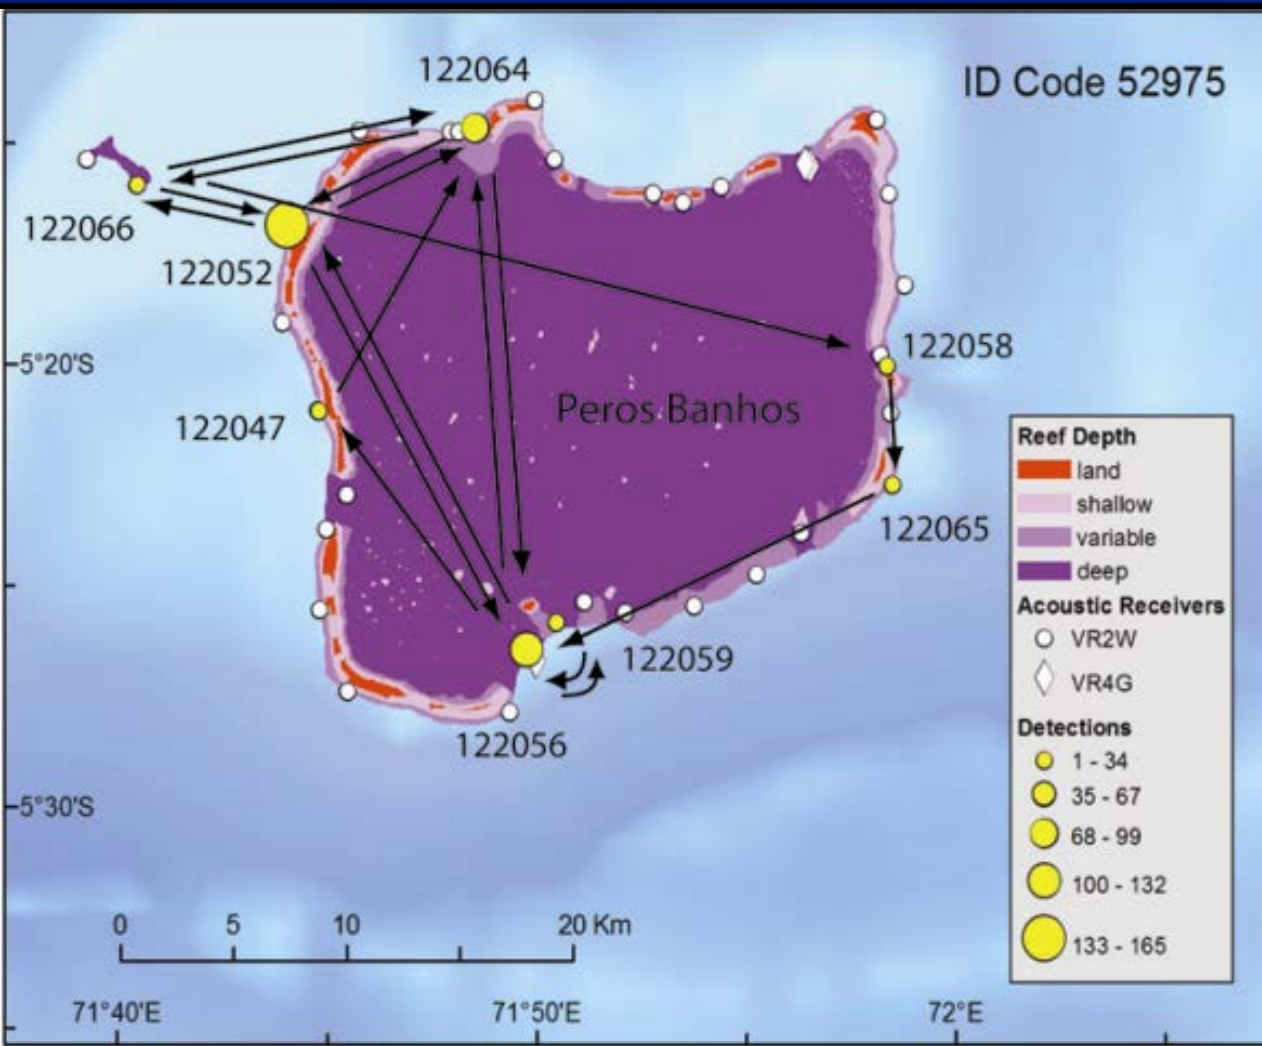 122064
ID Code 52975
122066
122052
5°20'S
122058
Peros Banhos
122047
122065
122059
122056
5°30'S
Reef Depth
land
shallow
variable
deep
Acoustic Receivers
VR2W
VR4G
Detections
1 - 34
35 - 67
68 - 99
100 - 132
133 - 165
0 5 10 20 Km
71°40'E 71°50'E 72°E